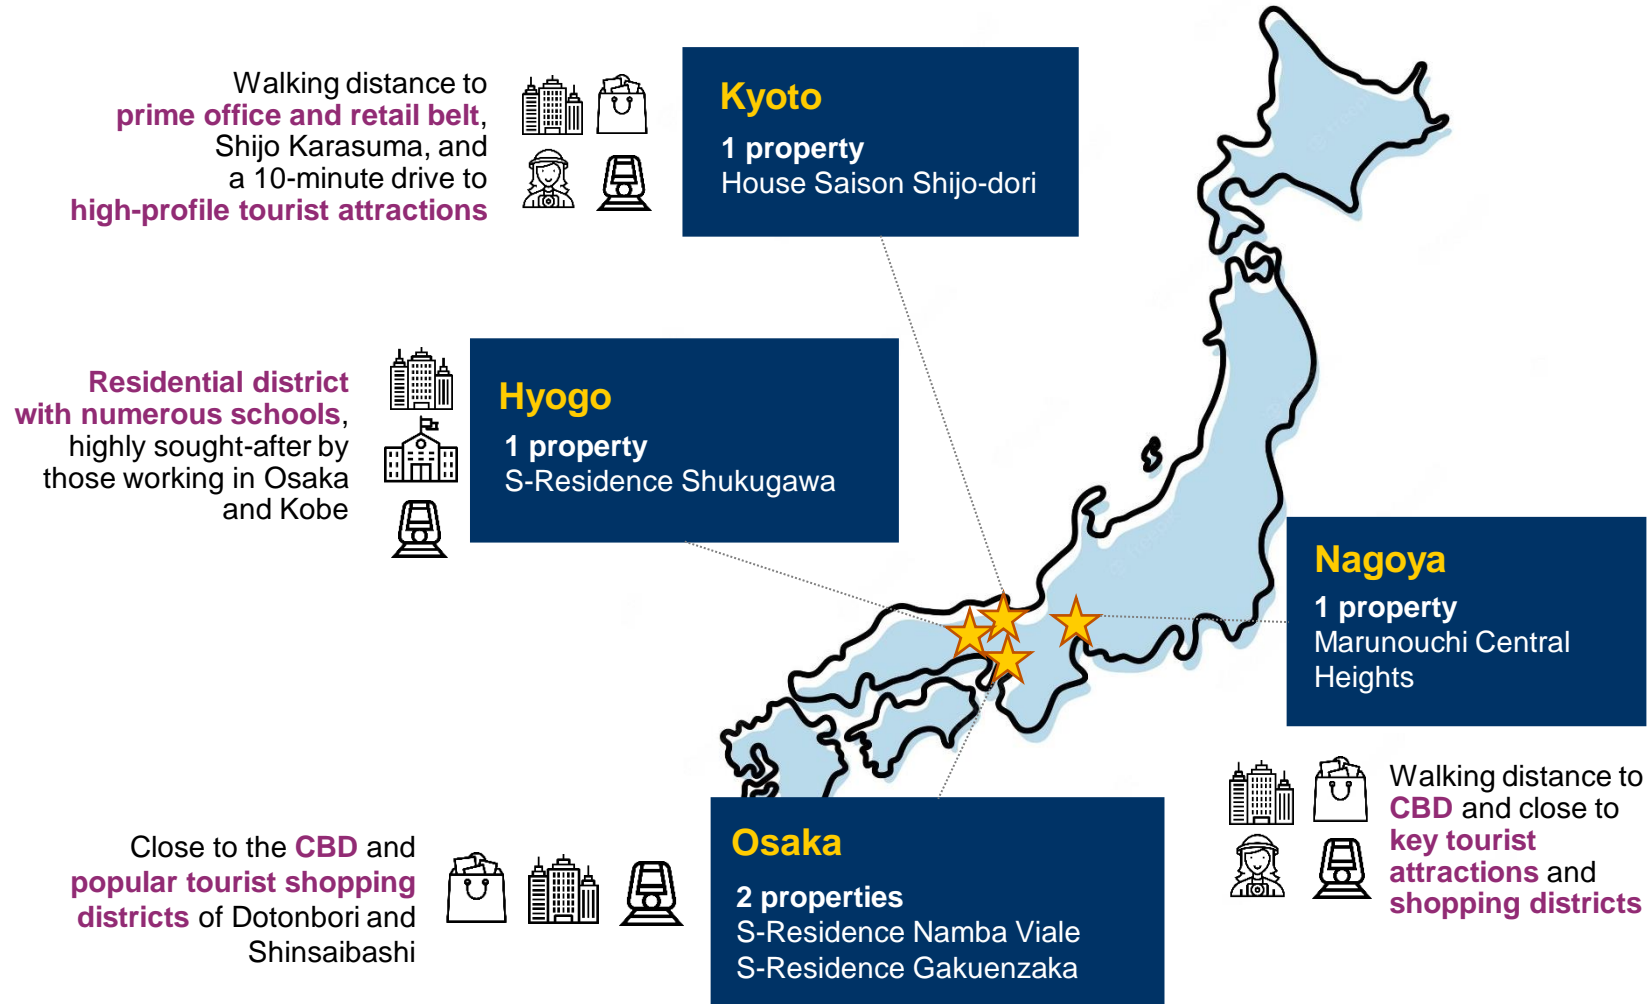 Walking distance to
prime office and retail belt,
Shijo Karasuma, and
a 10-minute drive to
high-profile tourist attractions
Kyoto
1 property
House Saison Shijo-dori
Residential district
with numerous schools,
highly sought-after by
those working in Osaka
and Kobe
Hyogo
1 property
S-Residence Shukugawa
Nagoya
1 property
Marunouchi Central
Heights
Walking distance to
CBD and close to
key tourist
attractions and
shopping districts
Close to the CBD and
popular tourist shopping
districts of Dotonbori and
Shinsaibashi
Osaka
2 properties
S-Residence Namba Viale
S-Residence Gakuenzaka